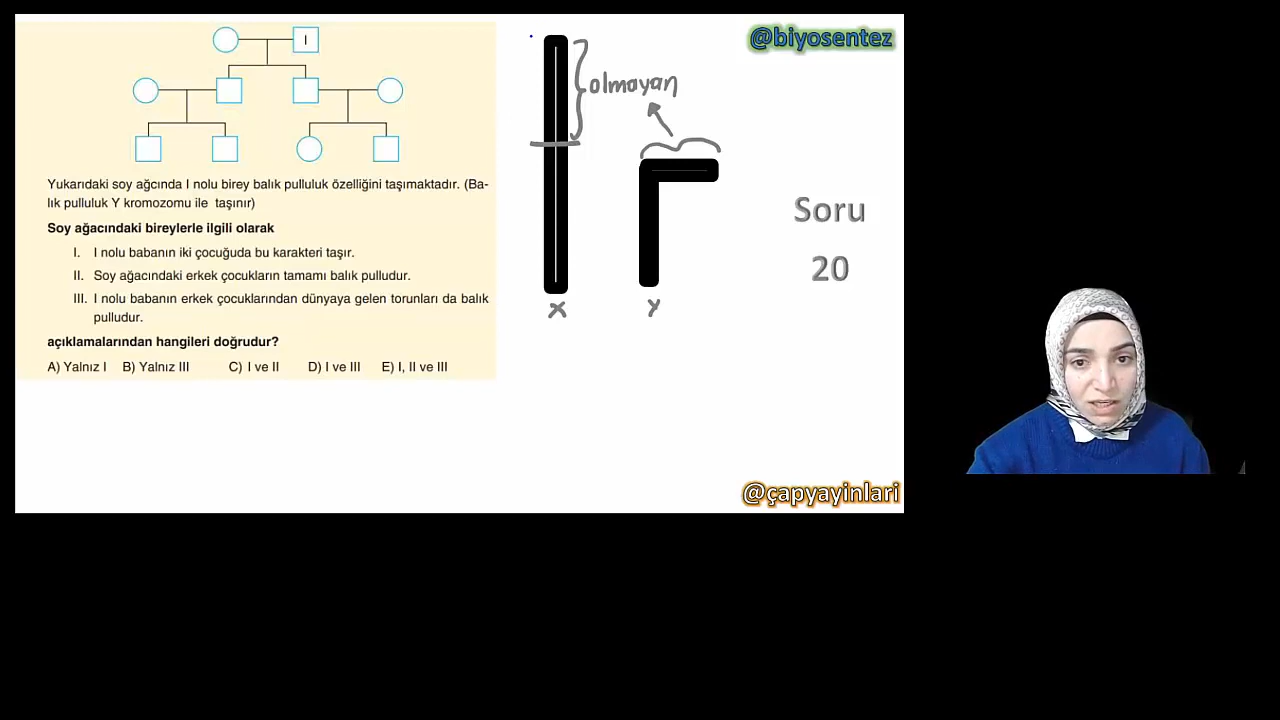 @biyosentez
1
olmayan
Yukarıdaki soy ağcında I nolu birey balık pulluluk özelliğini taşımaktadır. (Ba-
lık pulluluk Y kromozomu ile taşınır)
Soy ağacındaki bireylerle ilgili olarak
I. I nolu babanın iki çocuğuda bu karakteri taşır.
II. Soy ağacındaki erkek çocukların tamamı balık pulludur.
III. I nolu babanın erkek çocuklarından dünyaya gelen torunları da balık
pulludur.
açıklamalarından hangileri doğrudur?
A) Yalnız I B) Yalnız III C) I ve II D) I ve III E) I, II ve III
X
Y
Soru
20
@çapyayinlari